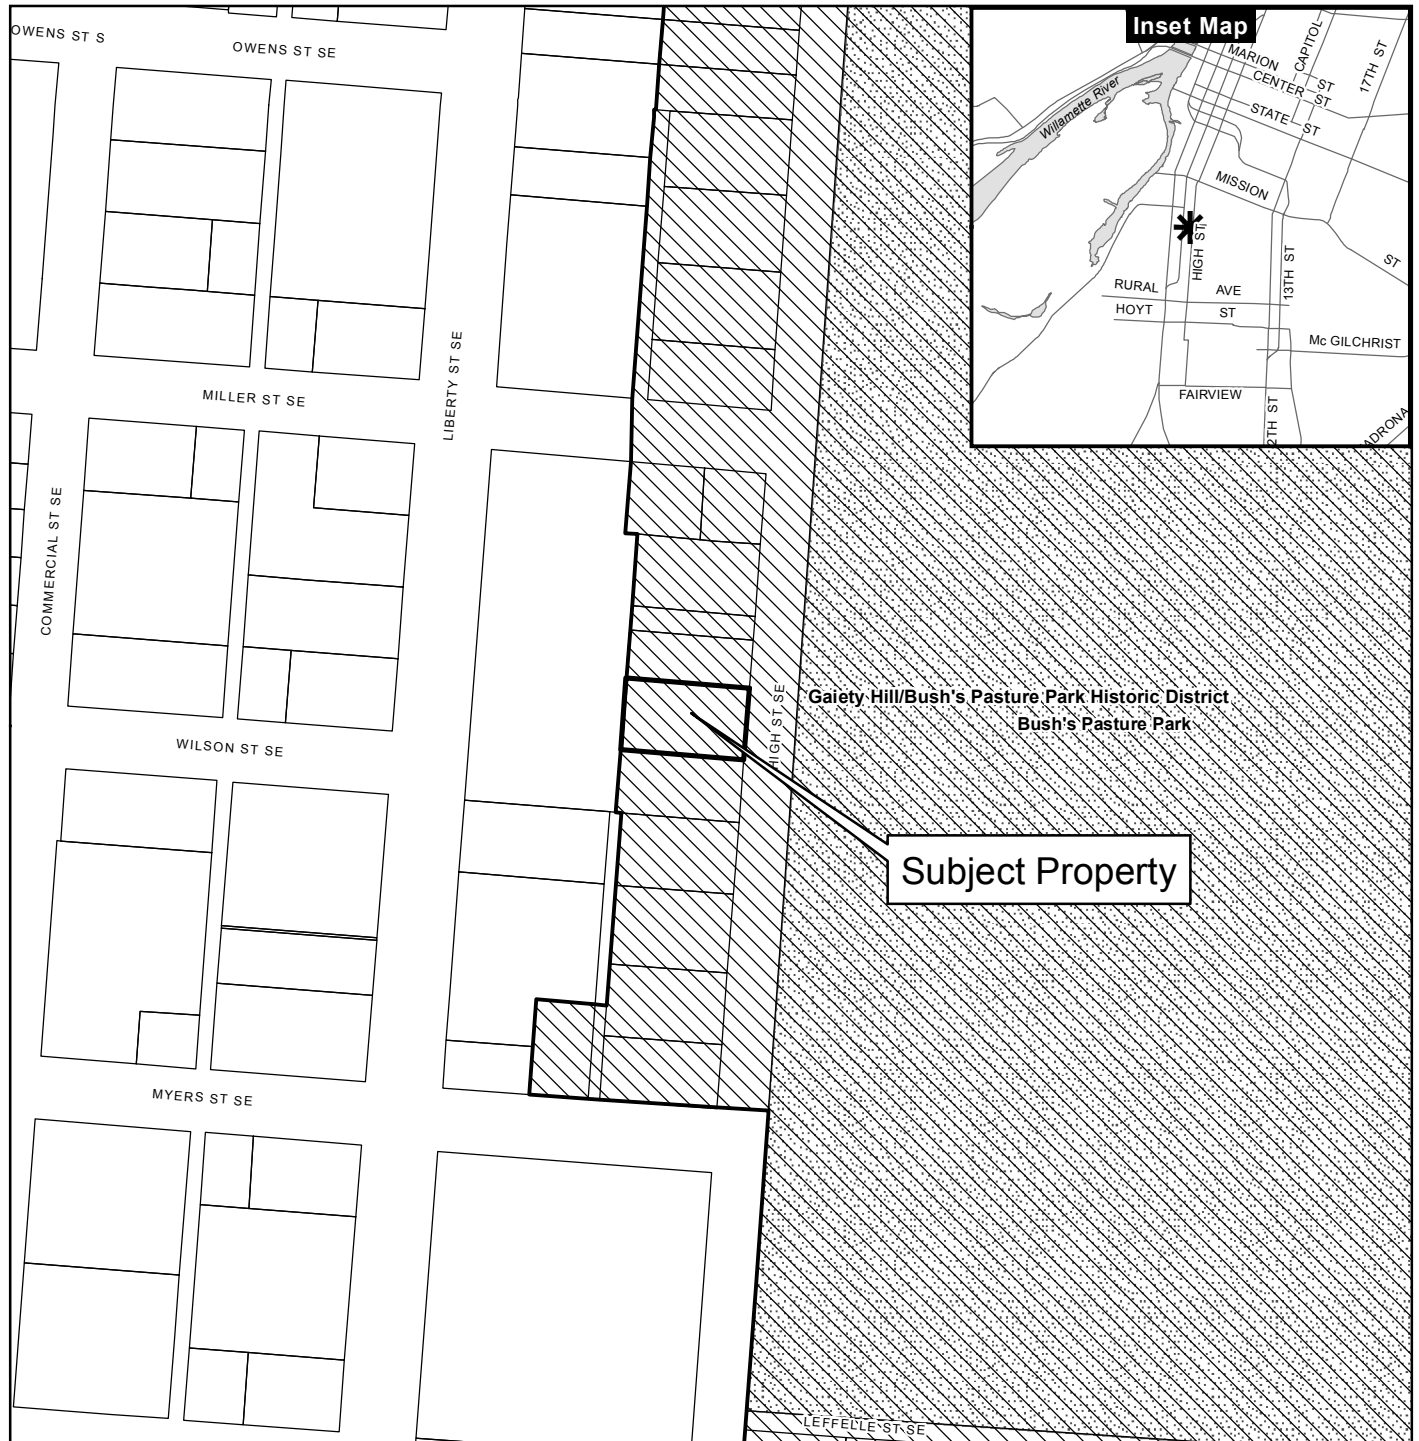 OWENS ST S
OWENS ST SE
Inset Map
CAPITOL
17TH ST
MARION ST
CENTER ST
STATE ST
Willamette River
MISSION
ST
HIGH ST
13TH ST
RURAL AVE
HOYT ST
Mc GILCHRIST
FAIRVIEW
2TH ST
ADRONA
LIBERTY ST SE
MILLER ST SE
COMMERCIAL ST SE
HIGH ST SE
Gaiety Hill/Bush's Pasture Park Historic District
Bush's Pasture Park
WILSON ST SE
Subject Property
MYERS ST SE
LEFFELLE ST SE